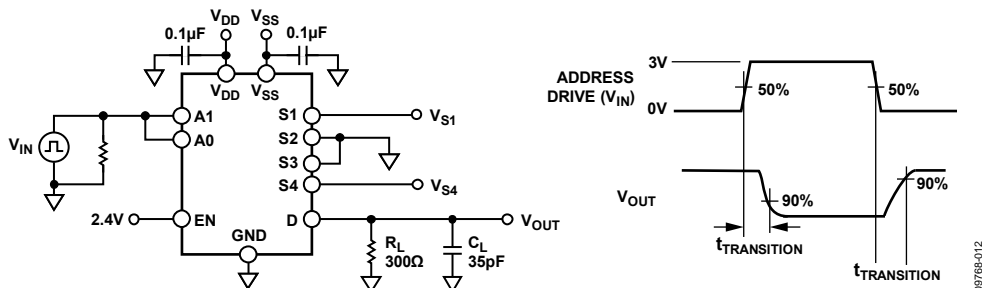 VDD
VSS
0.1µF
0.1µF
VDD
VSS
A1
A0
VIN
S1
VS1
S2
S3
S4
VS4
2.4V
EN
D
VOUT
GND
RL
300Ω
CL
35pF
3V
ADDRESS
DRIVE (VIN)
0V
50%
50%
VOUT
90%
90%
tTRANSITION
tTRANSITION
09768-012